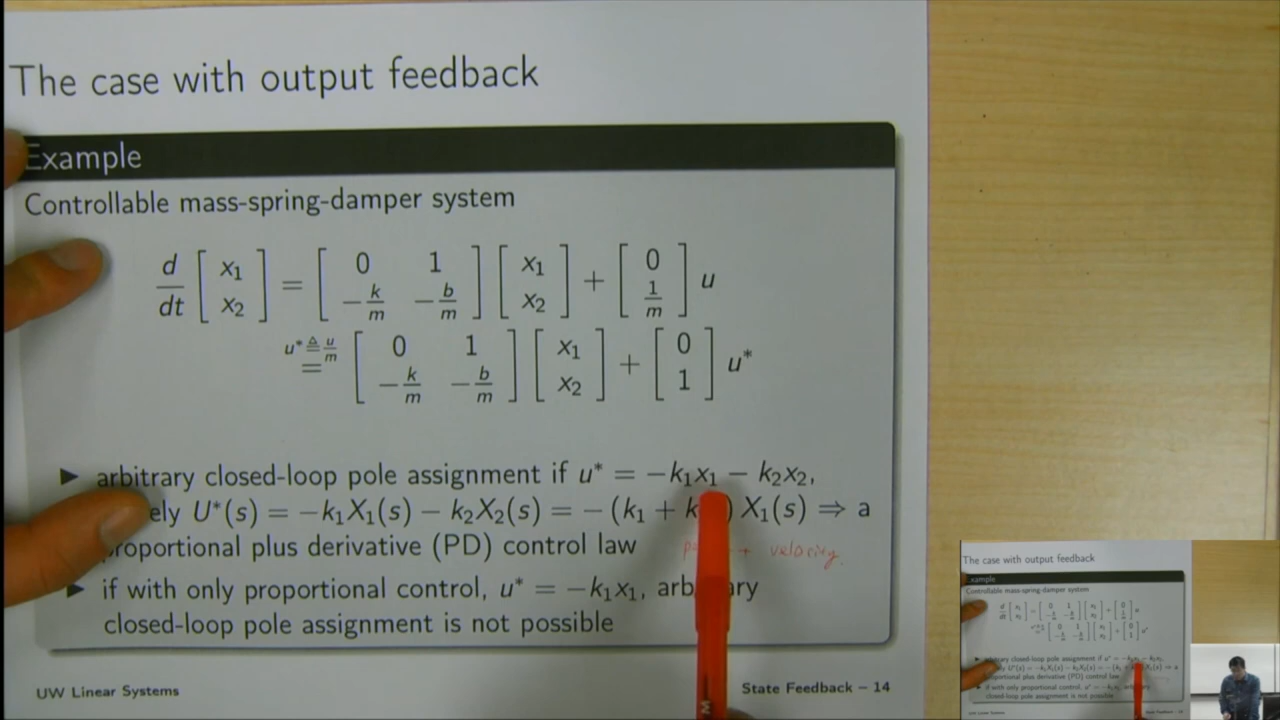 The case with output feedback
Example
Controllable mass-spring-damper system
d/dt [x₁; x₂] = [0 1; −k/m −b/m] [x₁; x₂] + [0; 1/m] u
u* ≜ u/m = [0 1; −k/m −b/m] [x₁; x₂] + [0; 1] u*
▶ arbitrary closed-loop pole assignment if u* = −k₁x₁ − k₂x₂,
U*(s) = −k₁X₁(s) − k₂X₂(s) = − (k₁ + ) X₁(s) ⇒ a
proportional plus derivative (PD) control law + velocity.
▶ if with only proportional control, u* = −k₁x₁,
closed-loop pole assignment is not possible
UW Linear Systems
State Feedback – 14